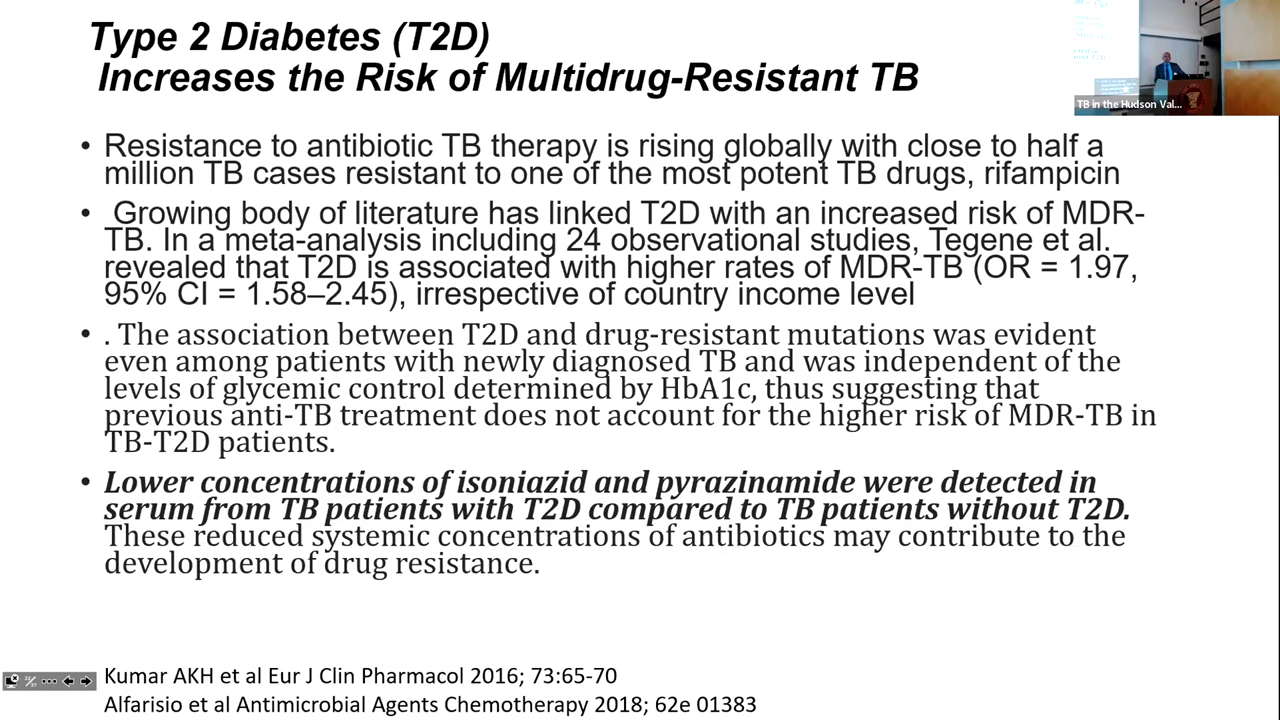 Type 2 Diabetes (T2D)
Increases the Risk of Multidrug-Resistant TB
TB in the Hudson Val...
• Resistance to antibiotic TB therapy is rising globally with close to half a
million TB cases resistant to one of the most potent TB drugs, rifampicin
• Growing body of literature has linked T2D with an increased risk of MDR-
TB. In a meta-analysis including 24 observational studies, Tegene et al.
revealed that T2D is associated with higher rates of MDR-TB (OR = 1.97,
95% CI = 1.58–2.45), irrespective of country income level
• . The association between T2D and drug-resistant mutations was evident
even among patients with newly diagnosed TB and was independent of the
levels of glycemic control determined by HbA1c, thus suggesting that
previous anti-TB treatment does not account for the higher risk of MDR-TB in
TB-T2D patients.
• Lower concentrations of isoniazid and pyrazinamide were detected in
serum from TB patients with T2D compared to TB patients without T2D.
These reduced systemic concentrations of antibiotics may contribute to the
development of drug resistance.
Kumar AKH et al Eur J Clin Pharmacol 2016; 73:65-70
Alfarisio et al Antimicrobial Agents Chemotherapy 2018; 62e 01383